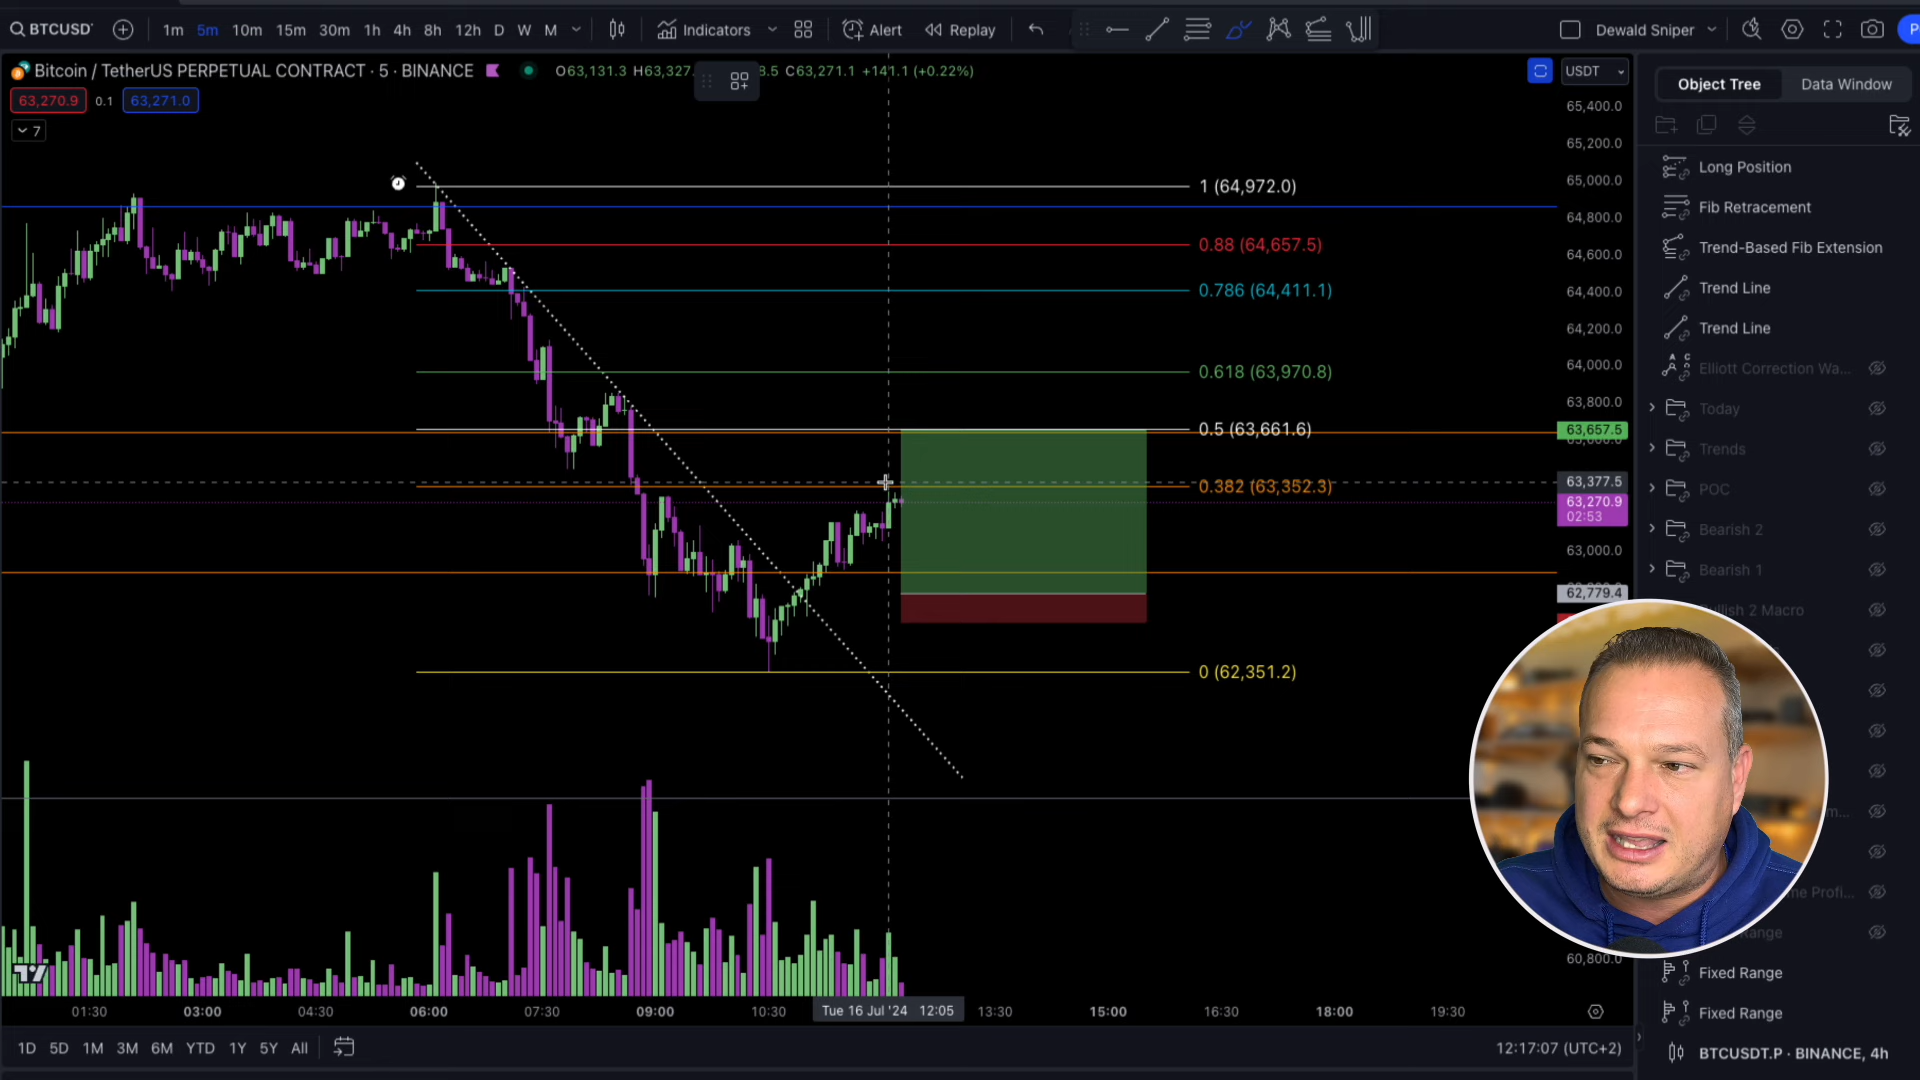 BTCUSD
1m 5m 10m 15m 30m 1h 4h 8h 12h D W M
Indicators
Alert
Replay
Dewald Sniper
Bitcoin / TetherUS PERPETUAL CONTRACT · 5 · BINANCE
O63,131.3 H63,327. 8.5 C63,271.1 +141.1 (+0.22%)
63,270.9 0.1 63,271.0
7
USDT
65,400.0
65,200.0
65,000.0
64,800.0
64,600.0
64,400.0
64,200.0
64,000.0
63,800.0
63,657.5
63,377.5
63,270.9
02:53
63,000.0
62,779.4
60,800.0
1 (64,972.0)
0.88 (64,657.5)
0.786 (64,411.1)
0.618 (63,970.8)
0.5 (63,661.6)
0.382 (63,352.3)
0 (62,351.2)
01:30 03:00 04:30 06:00 07:30 09:00 10:30 Tue 16 Jul '24 12:05 13:30 15:00 16:30 18:00 19:30
1D 5D 1M 3M 6M YTD 1Y 5Y All
12:17:07 (UTC+2)
Object Tree
Data Window
Long Position
Fib Retracement
Trend-Based Fib Extension
Trend Line
Trend Line
Elliott Correction Wa...
Today
Trends
POC
Bearish 2
Bearish 1
2 Macro
Fixed Range
Fixed Range
BTCUSDT.P · BINANCE, 4h